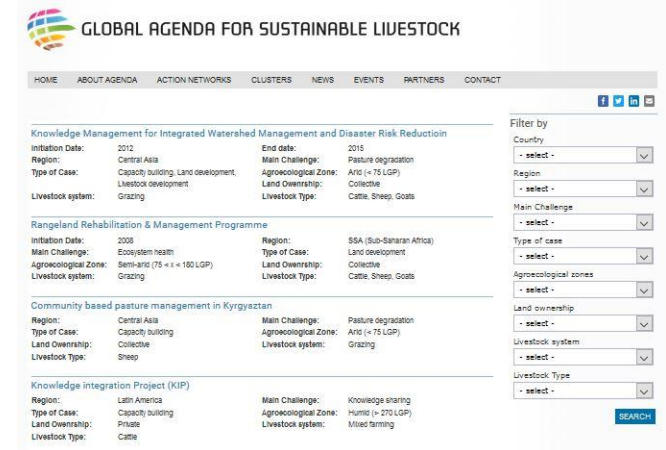 GLOBAL AGENDA FOR SUSTAINABLE LIVESTOCK
HOME ABOUT AGENDA ACTION NETWORKS CLUSTERS NEWS EVENTS PARTNERS CONTACT
Knowledge Management for Integrated Watershed Management and Disaster Risk Reductioin
Initiation Date: 2012 End date: 2015
Region: Central Asia Main Challenge: Pasture degradation
Type of Case: Capacity building, Land development, Agroecological Zone: Arid (< 75 LGP)
Livestock development Land Owenrship: Collective
Livestock system: Grazing Livestock Type: Cattle, Sheep, Goats
Rangeland Rehabilitation & Management Programme
Initiation Date: 2008 Region: SSA (Sub-Saharan Africa)
Main Challenge: Ecosystem health Type of Case: Land development
Agroecological Zone: Semi-arid (75 < x < 180 LGP) Land Owenrship: Collective
Livestock system: Grazing Livestock Type: Cattle, Sheep, Goats
Community based pasture management in Kyrgyaztan
Region: Central Asia Main Challenge: Pasture degradation
Type of Case: Capacity building Agroecological Zone: Arid (< 75 LGP)
Land Owenrship: Collective Livestock system: Grazing
Livestock Type: Sheep
Knowledge integration Project (KIP)
Region: Latin America Main Challenge: Knowledge sharing
Type of Case: Capacity building Agroecological Zone: Humid (> 270 LGP)
Land Owenrship: Private Livestock system: Mixed farming
Livestock Type: Cattle
Filter by
Country
- select -
Region
- select -
Main Challenge
- select -
Type of case
- select -
Agroecological zones
- select -
Land ownership
- select -
Livestock system
- select -
Livestock Type
- select -
SEARCH